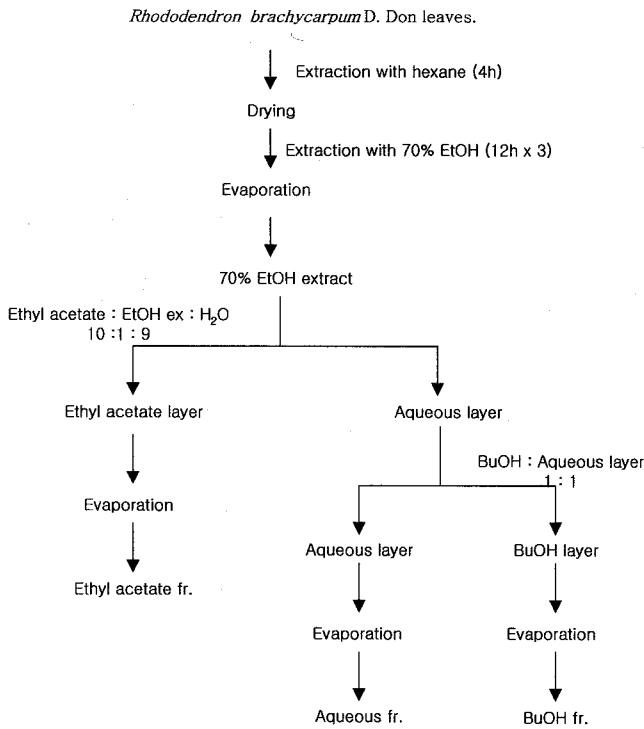 Rhododendron brachycarpum D. Don leaves.
Extraction with hexane (4h)
Drying
Extraction with 70% EtOH (12h x 3)
Evaporation
70% EtOH extract
Ethyl acetate : EtOH ex : H₂O
10 : 1 : 9
Ethyl acetate layer
Aqueous layer
BuOH : Aqueous layer
1 : 1
Evaporation
Aqueous layer
BuOH layer
Ethyl acetate fr.
Evaporation
Evaporation
Aqueous fr.
BuOH fr.